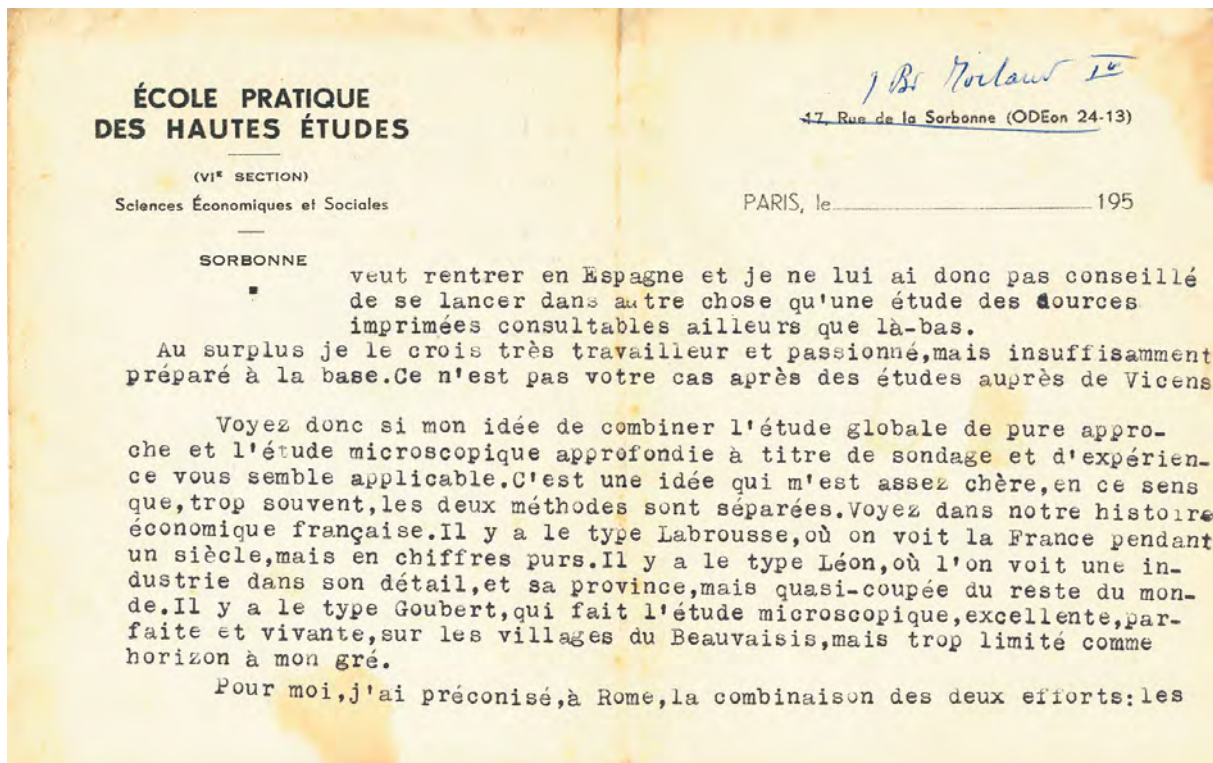 ÉCOLE PRATIQUE
DES HAUTES ÉTUDES
(VIᴱ SECTION)
Sciences Économiques et Sociales
SORBONNE
1 Bd Morland IV
17, Rue de la Sorbonne (ODEon 24-13)
PARIS, le 195
veut rentrer en Espagne et je ne lui ai donc pas conseillé
de se lancer dans autre chose qu'une étude des dources
imprimées consultables ailleurs que là-bas.
Au surplus je le crois très travailleur et passionné,mais insuffisamment
préparé à la base.Ce n'est pas votre cas après des études auprès de Vicens
Voyez donc si mon idée de combiner l'étude globale de pure appro-
che et l'étude microscopique approfondie à titre de sondage et d'expérien-
ce vous semble applicable.C'est une idée qui m'est assez chère,en ce sens
que,trop souvent,les deux méthodes sont séparées.Voyez dans notre histoire
économique française.Il y a le type Labrousse,où on voit la France pendant
un siècle,mais en chiffres purs.Il y a le type Léon,où l'on voit une in-
dustrie dans son détail,et sa province,mais quasi-coupée du reste du mon-
de.Il y a le type Goubert,qui fait l'étude microscopique,excellente,par-
faite et vivante,sur les villages du Beauvaisis,mais trop limité comme
horizon à mon gré.
Pour moi,j'ai préconisé,à Rome,la combinaison des deux efforts:les